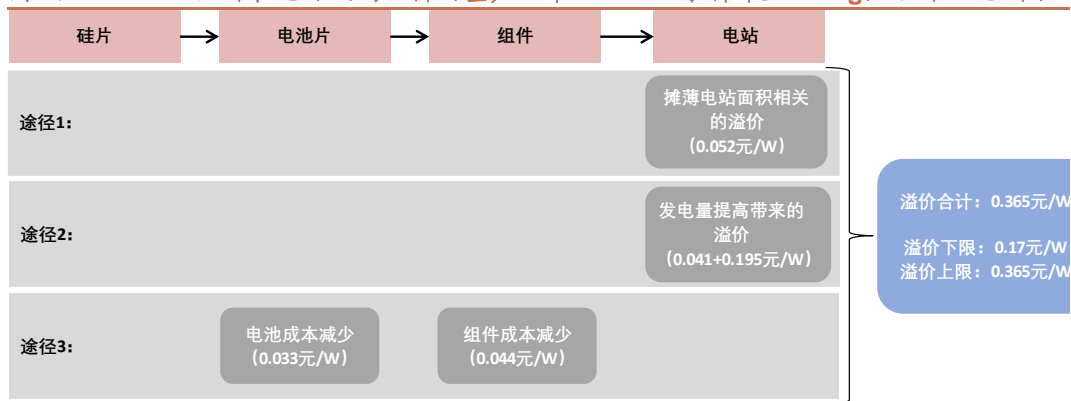 硅片
电池片
组件
电站
途径1:
摊薄电站面积相关
的溢价
（0.052元/W）
途径2:
发电量提高带来的
溢价
（0.041+0.195元/W）
溢价合计：0.365元/W
溢价下限：0.17元/W
溢价上限：0.365元/W
途径3:
电池成本减少
（0.033元/W）
组件成本减少
（0.044元/W）